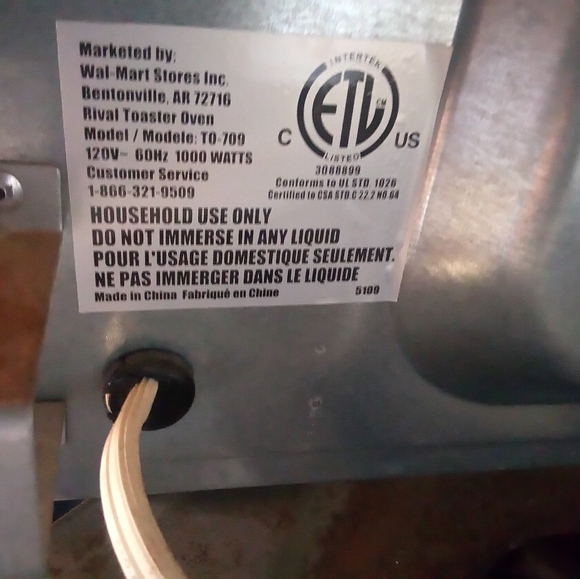 Marketed by:
Wal-Mart Stores Inc.
Bentonville, AR 72716
Rival Toaster Oven
Model / Modele: TO-709
120V~ 60Hz 1000 WATTS
Customer Service
1-866-321-9509
INTERTEK
ETL CM
C US
LISTED
3088899
Conforms to UL STD. 1026
Certified to CSA STD.C 22.2 NO 64
HOUSEHOLD USE ONLY
DO NOT IMMERSE IN ANY LIQUID
POUR L'USAGE DOMESTIQUE SEULEMENT.
NE PAS IMMERGER DANS LE LIQUIDE
Made in China Fabriqué en Chine 5109